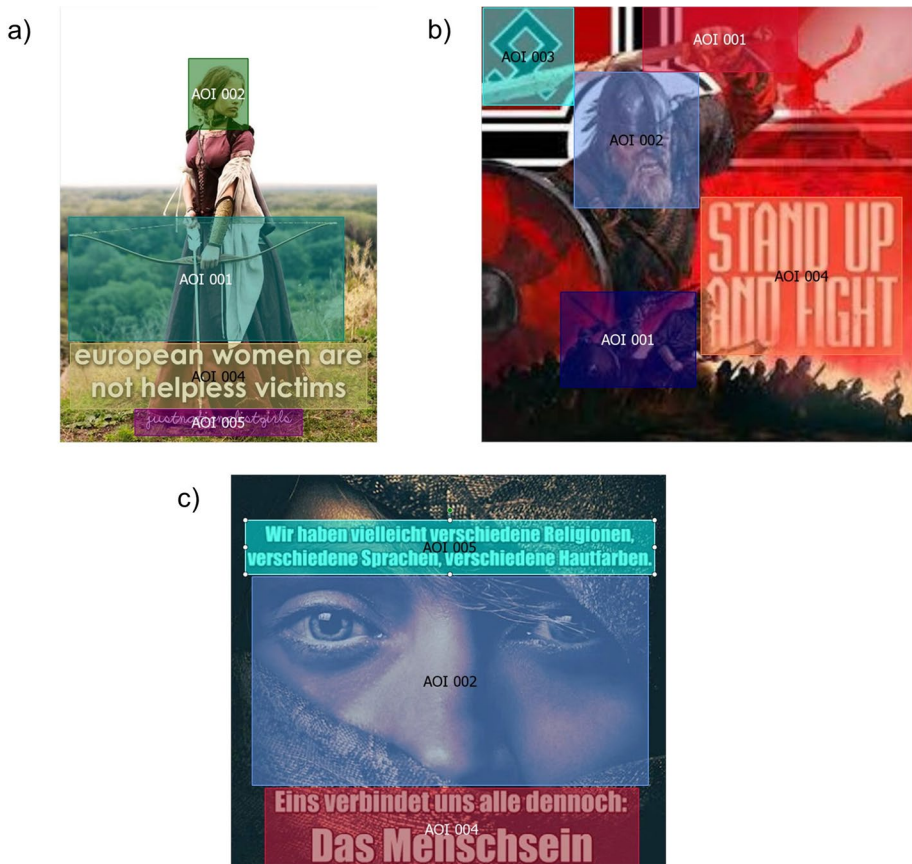 a)
AOI 002
AOI 001
european women are
AOI 004
not helpless victims
justnationalistgirls
AOI 005
b)
AOI 003
AOI 001
AOI 002
STAND UP
AOI 004
AND FIGHT
AOI 001
c)
Wir haben vielleicht verschiedene Religionen,
AOI 005
verschiedene Sprachen, verschiedene Hautfarben.
AOI 002
Eins verbindet uns alle dennoch:
AOI 004
Das Menschsein